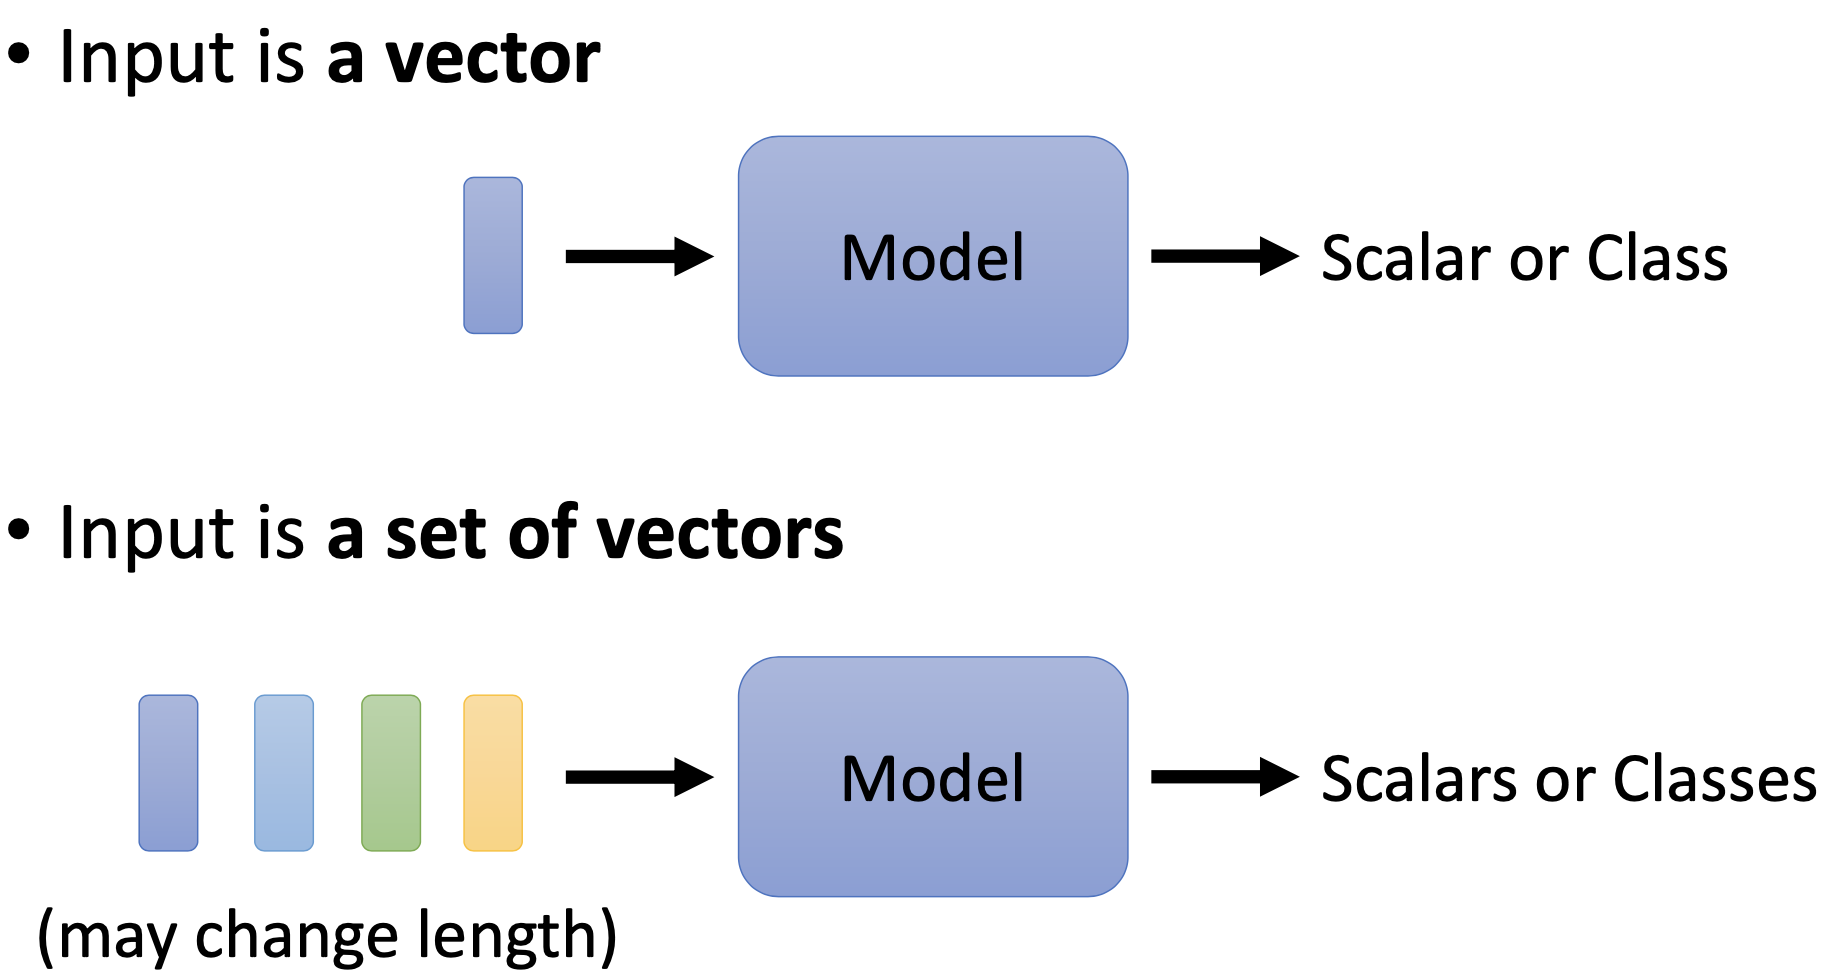 • Input is a vector
Model
Scalar or Class
• Input is a set of vectors
Model
Scalars or Classes
(may change length)